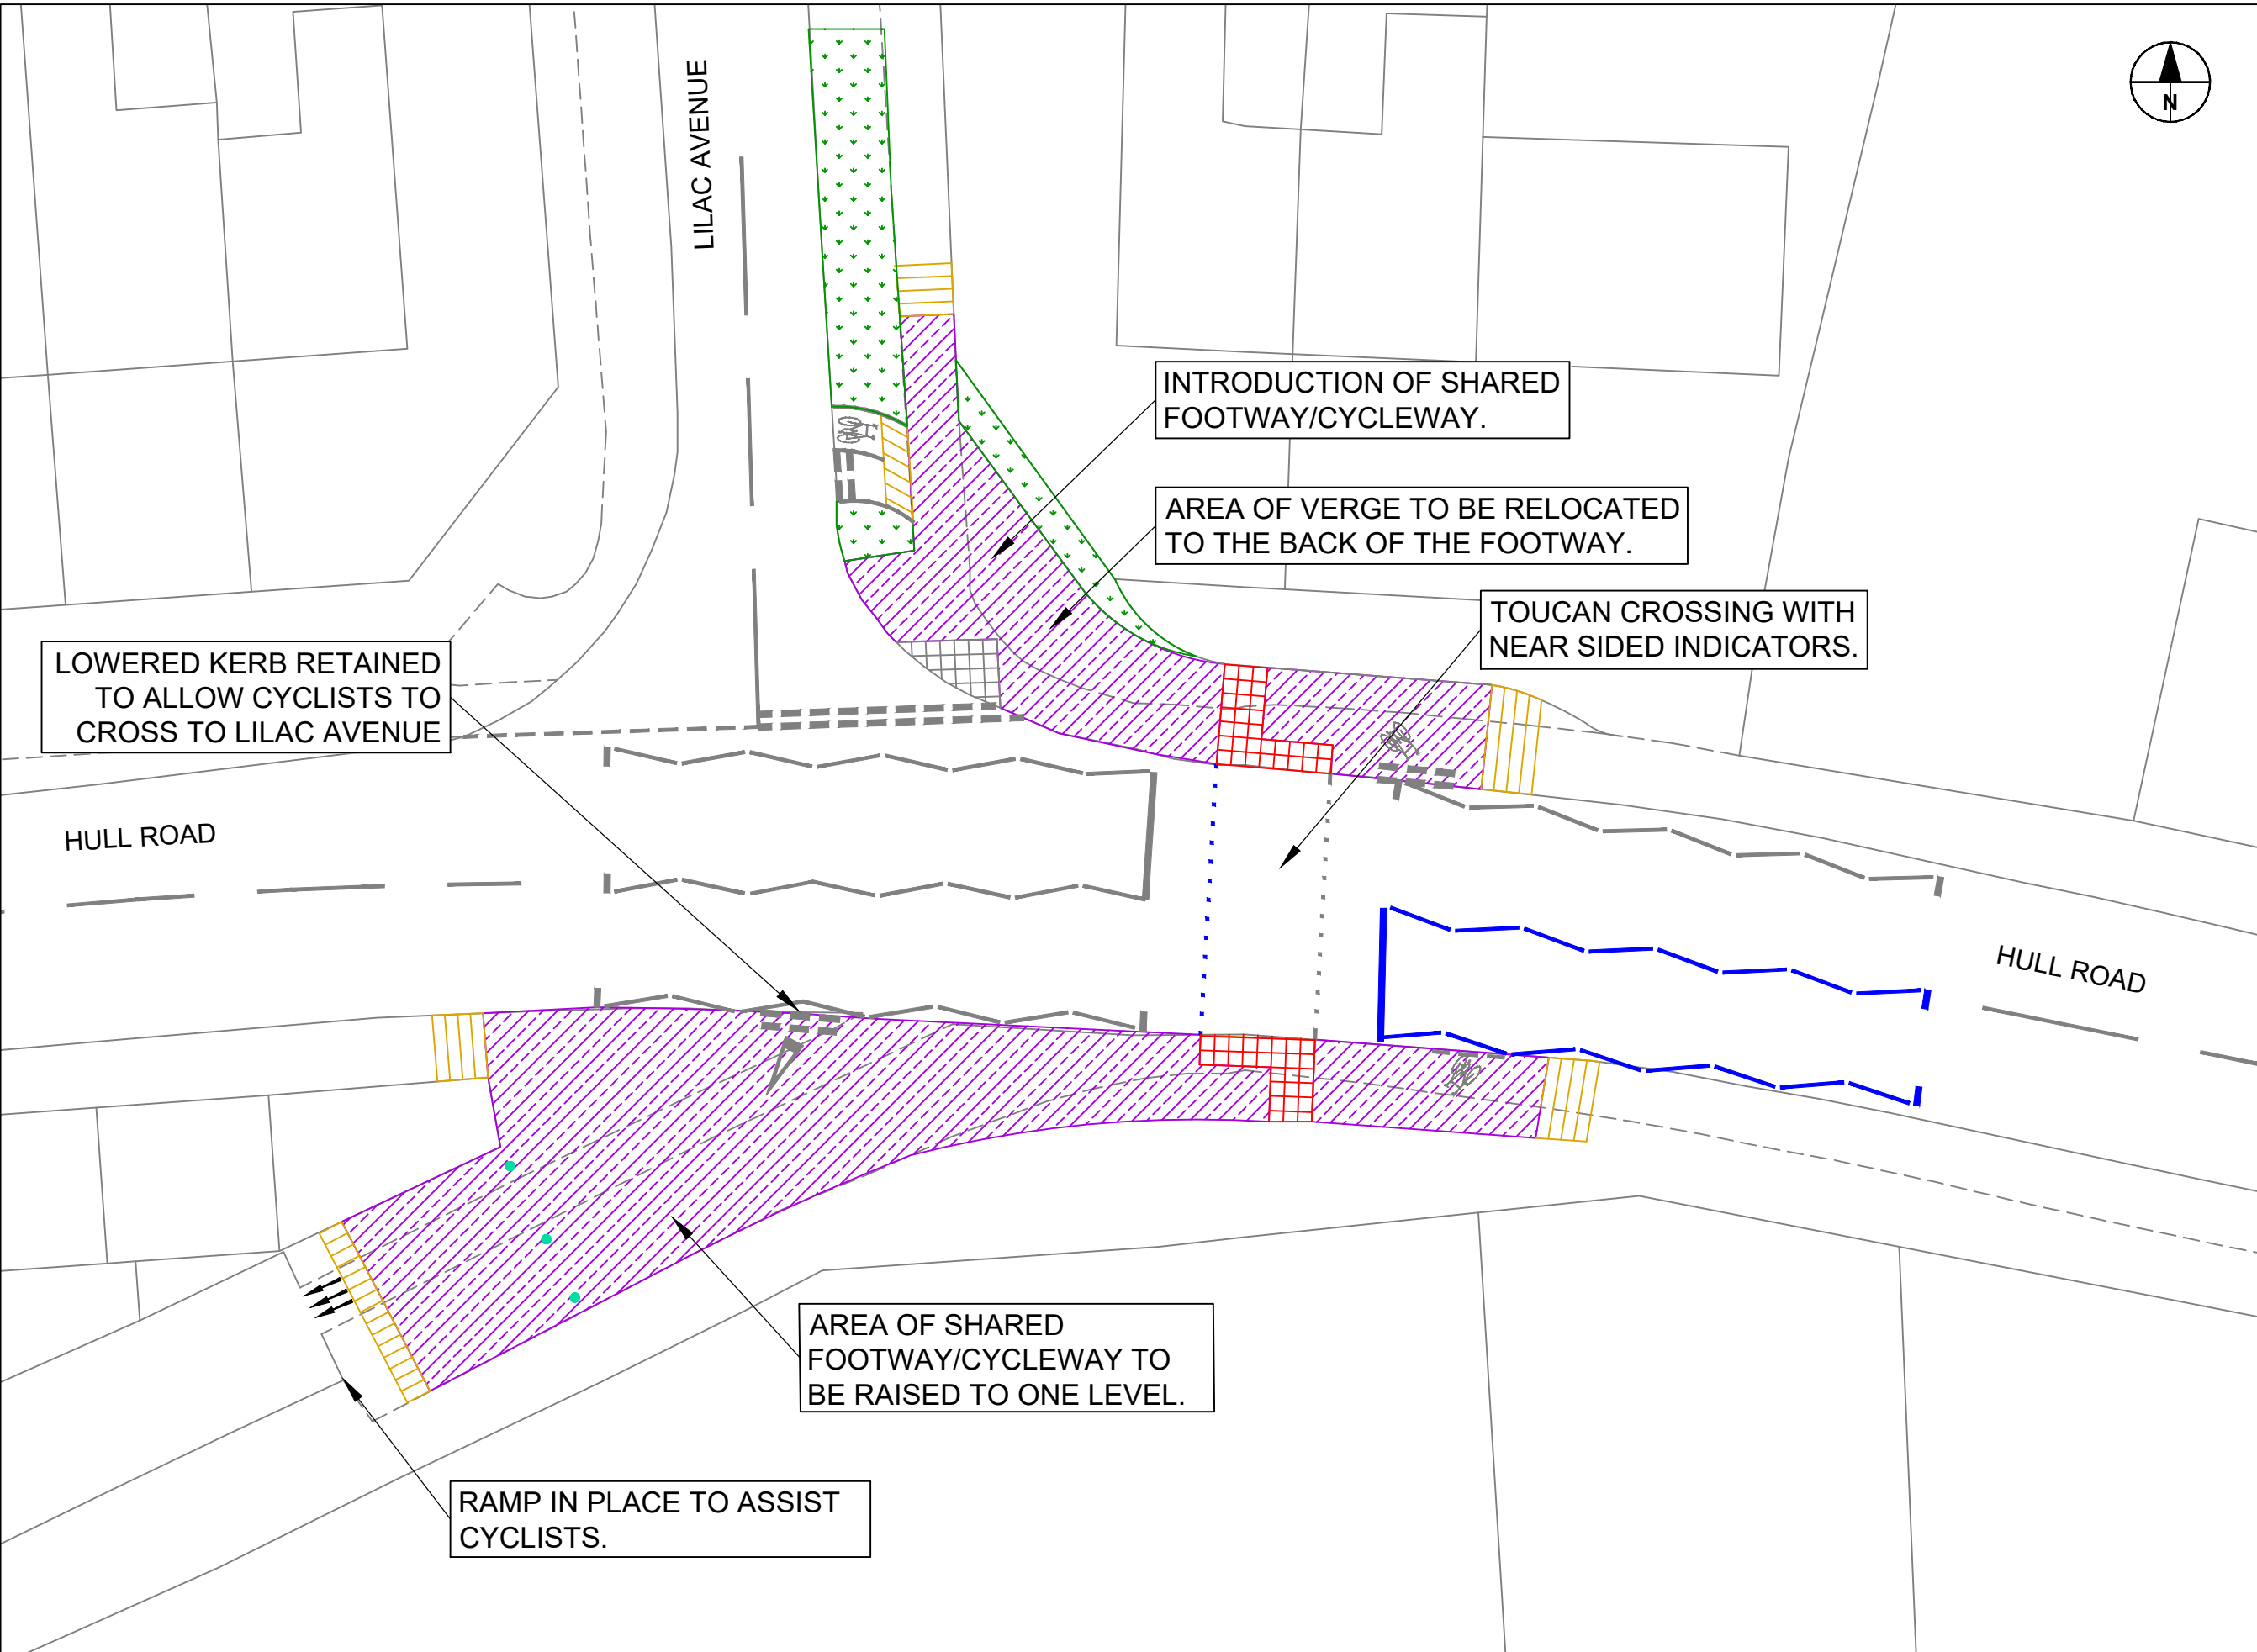 LILAC AVENUE
N
INTRODUCTION OF SHARED
FOOTWAY/CYCLEWAY.
AREA OF VERGE TO BE RELOCATED
TO THE BACK OF THE FOOTWAY.
TOUCAN CROSSING WITH
NEAR SIDED INDICATORS.
LOWERED KERB RETAINED
TO ALLOW CYCLISTS TO
CROSS TO LILAC AVENUE
HULL ROAD
HULL ROAD
AREA OF SHARED
FOOTWAY/CYCLEWAY TO
BE RAISED TO ONE LEVEL.
RAMP IN PLACE TO ASSIST
CYCLISTS.